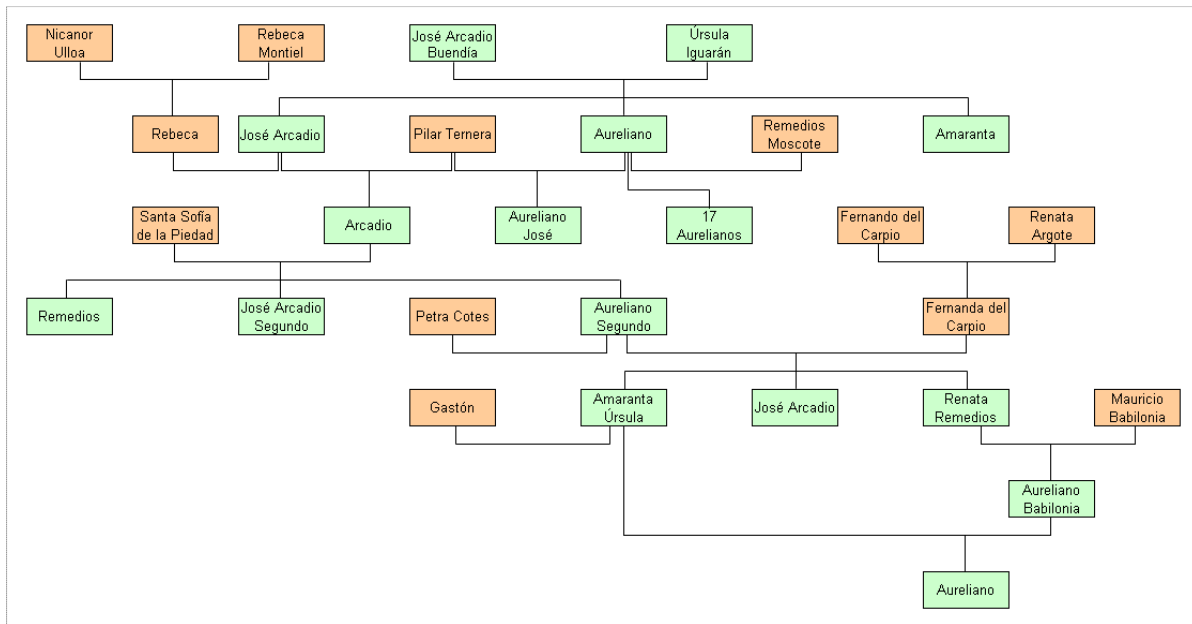 Nicanor
Ulloa
Rebeca
Montiel
José Arcadio
Buendía
Úrsula
Iguarán
Rebeca
José Arcadio
Pilar Ternera
Aureliano
Remedios
Moscote
Amaranta
Santa Sofía
de la Piedad
Arcadio
Aureliano
José
17
Aurelianos
Fernando del
Carpio
Renata
Argote
Remedios
José Arcadio
Segundo
Petra Cotes
Aureliano
Segundo
Fernanda del
Carpio
Gastón
Amaranta
Úrsula
José Arcadio
Renata
Remedios
Mauricio
Babilonia
Aureliano
Babilonia
Aureliano